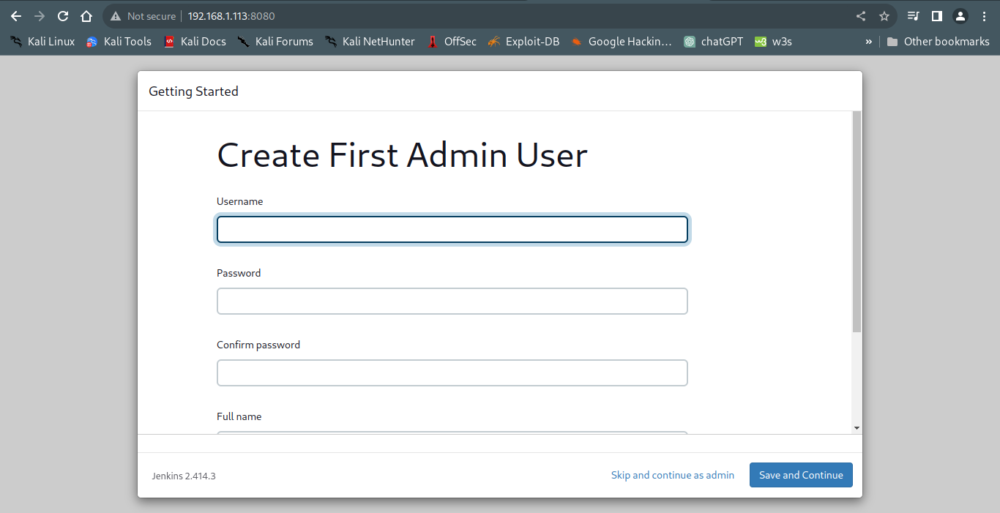 Not secure 192.168.1.113:8080
Kali Linux Kali Tools Kali Docs Kali Forums Kali NetHunter OffSec Exploit-DB Google Hackin... chatGPT w3s » Other bookmarks
Getting Started
Create First Admin User
Username
Password
Confirm password
Full name
Jenkins 2.414.3 Skip and continue as admin Save and Continue